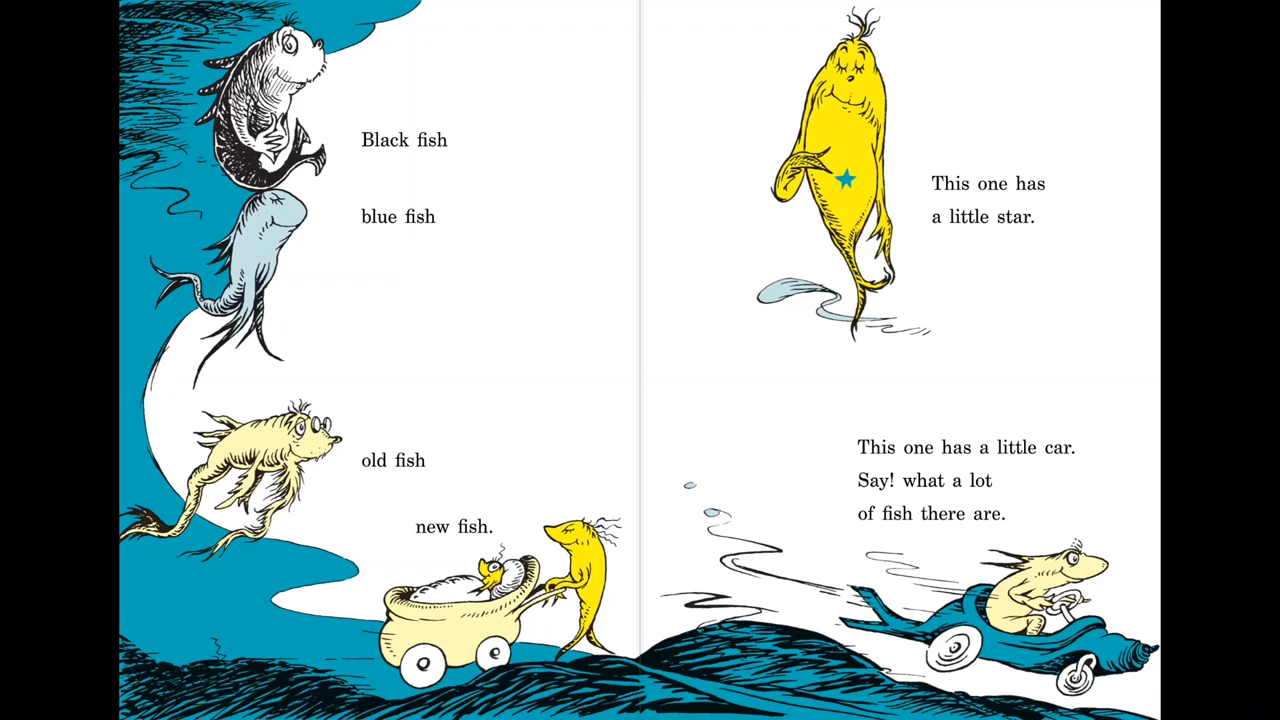 Black fish
blue fish
old fish
new fish.
This one has
a little star.
This one has a little car.
Say! what a lot
of fish there are.